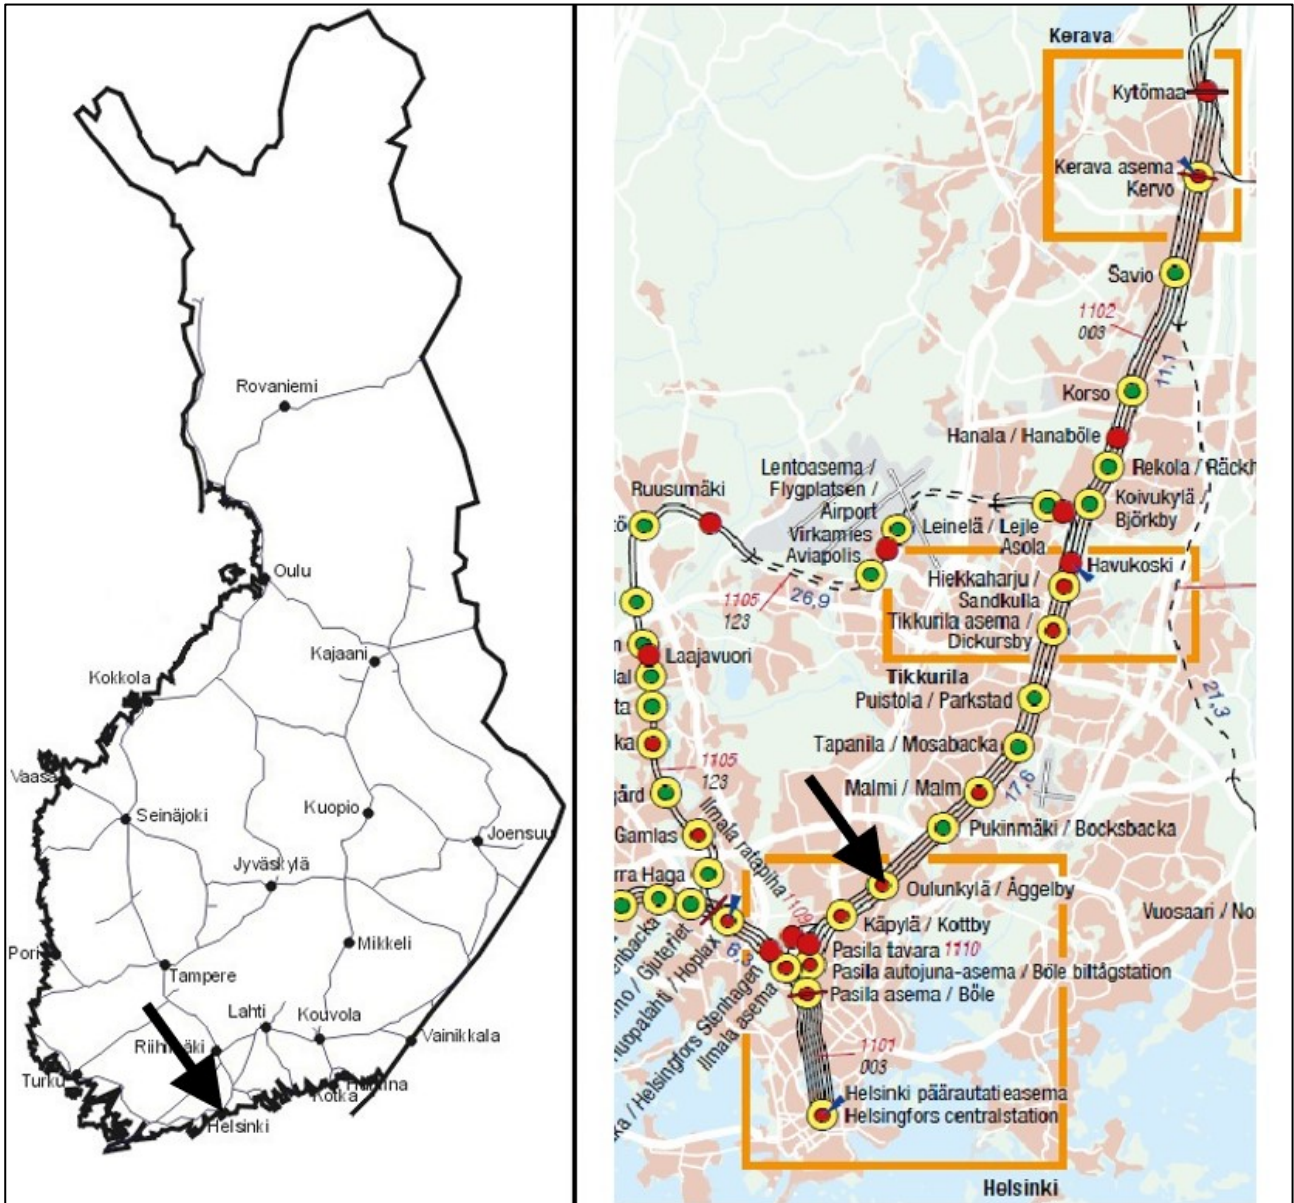 Rovaniemi
Oulu
Kajaani
Kokkola
Vaasa
Seinäjoki
Kuopio
Joensuu
Jyväskylä
Mikkeli
Pori
Tampere
Lahti
Kouvola
Vainikkala
Riihimäki
Turku
Hamina
Kotka
Helsinki
Kerava
Kytömaa
Kerava asema
Kervo
Savio
1102
003
11,1
Korso
Hanala / Hanaböle
Rekola / Räckh
Lentoasema /
Flygplatsen /
Airport
Ruusumäki
Koivukylä /
Björkby
Leinelä / Lejle
Asola
Virkamies
Aviapolis
Havukoski
Hiekkaharju /
Sandkulla
1105
123
26,9
Tikkurila asema /
Dickursby
Laajavuori
Tikkurila
21,3
Puistola / Parkstad
Tapanila / Mosabacka
1105
123
Malmi / Malm
17,6
Pukinmäki / Bocksbacka
Gamlas
Ilmala ratapiha
1109
Oulunkylä / Åggelby
rra Haga
Käpylä / Kottby
Vuosaari / No
Pasila tavara 1110
Pasila autojuna-asema / Böle biltågstation
Pasila asema / Böle
Ilmala asema
1101
003
Helsinki päärautatieasema
Helsingfors centralstation
Helsinki